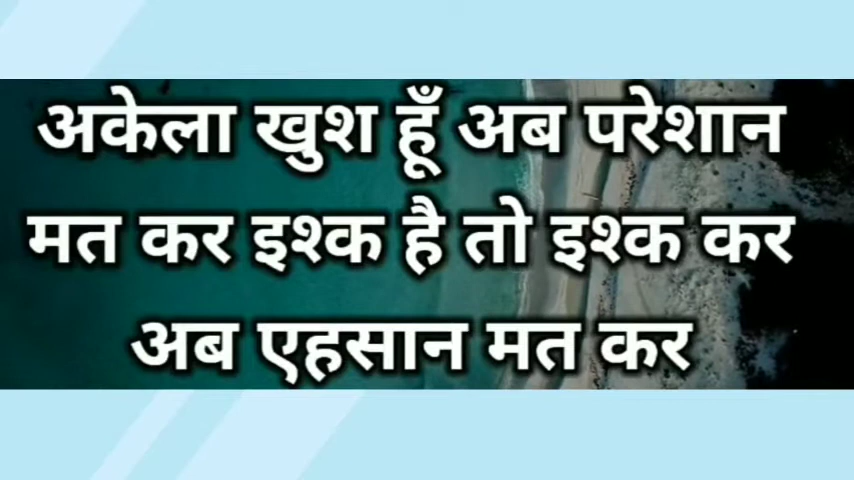 अकेला खुश हूँ अब परेशान
मत कर इश्क है तो इश्क कर
अब एहसान मत कर